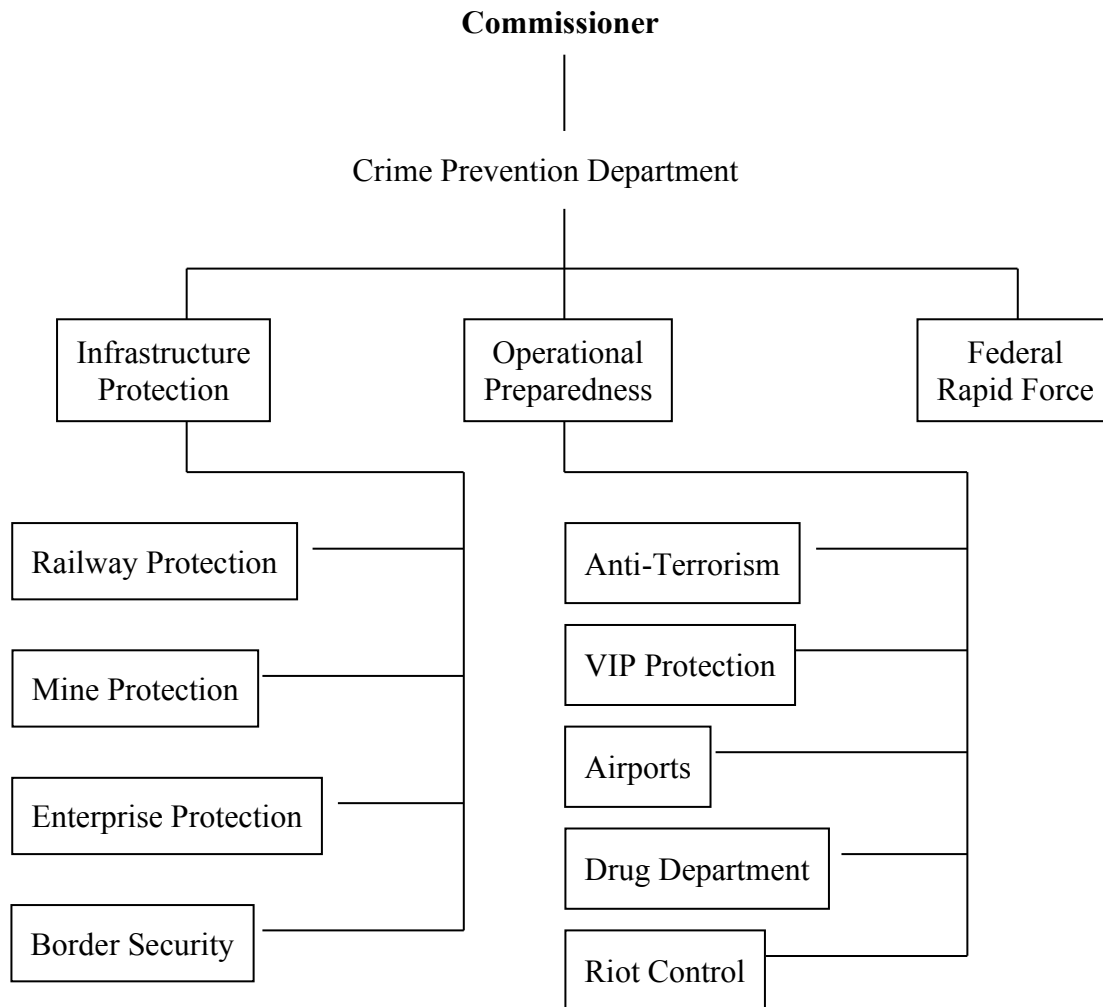 Commissioner
Crime Prevention Department
Infrastructure
Protection
Operational
Preparedness
Federal
Rapid Force
Railway Protection
Mine Protection
Enterprise Protection
Border Security
Anti-Terrorism
VIP Protection
Airports
Drug Department
Riot Control